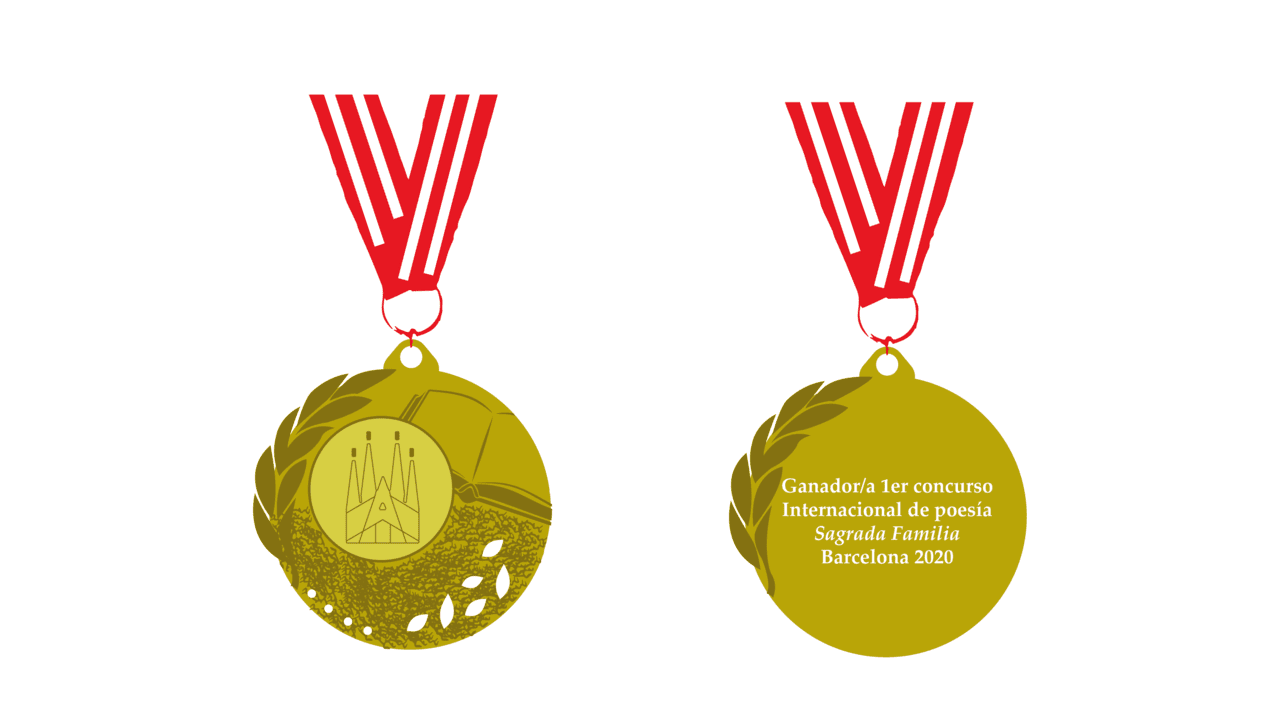 Ganador/a 1er concurso
Internacional de poesía
Sagrada Familia
Barcelona 2020